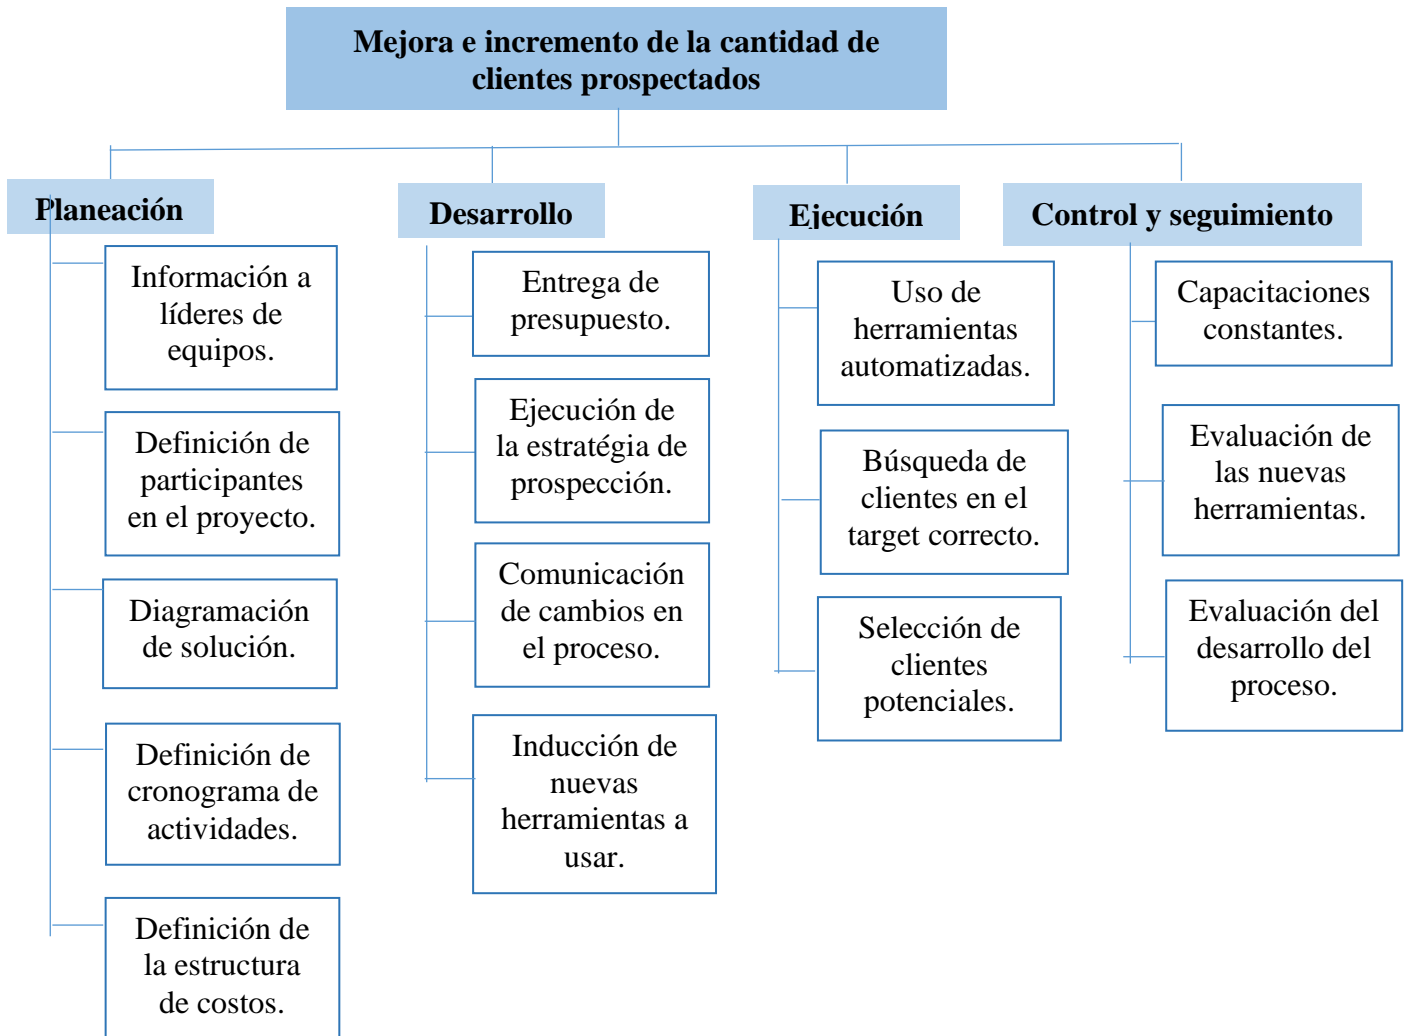 Mejora e incremento de la cantidad de
clientes prospectados
Planeación
Información a
líderes de
equipos.
Definición de
participantes
en el proyecto.
Diagramación
de solución.
Definición de
cronograma de
actividades.
Definición de
la estructura
de costos.
Desarrollo
Entrega de
presupuesto.
Ejecución de
la estratégia de
prospección.
Comunicación
de cambios en
el proceso.
Inducción de
nuevas
herramientas a
usar.
Ejecución
Uso de
herramientas
automatizadas.
Búsqueda de
clientes en el
target correcto.
Selección de
clientes
potenciales.
Control y seguimiento
Capacitaciones
constantes.
Evaluación de
las nuevas
herramientas.
Evaluación del
desarrollo del
proceso.